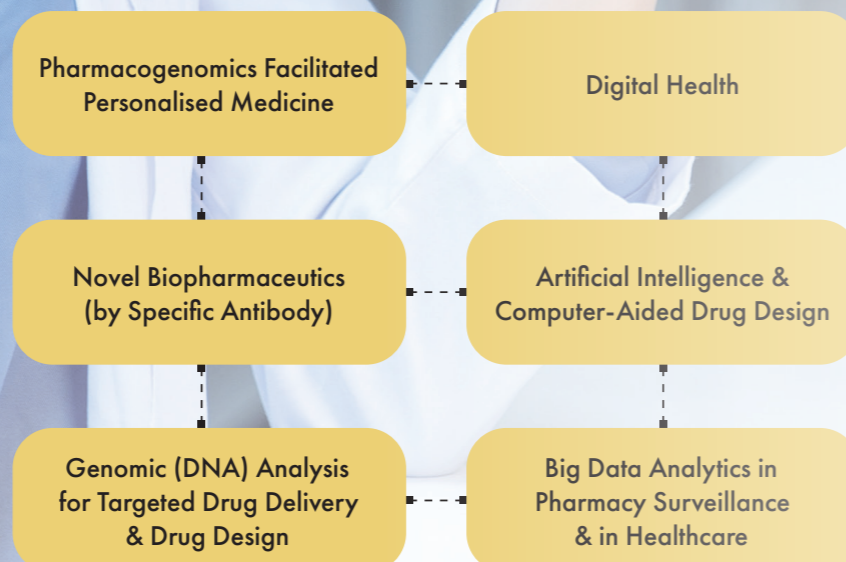 Pharmacogenomics Facilitated
Personalised Medicine
Digital Health
Novel Biopharmaceutics
(by Specific Antibody)
Artificial Intelligence &
Computer-Aided Drug Design
Genomic (DNA) Analysis
for Targeted Drug Delivery
& Drug Design
Big Data Analytics in
Pharmacy Surveillance
& in Healthcare